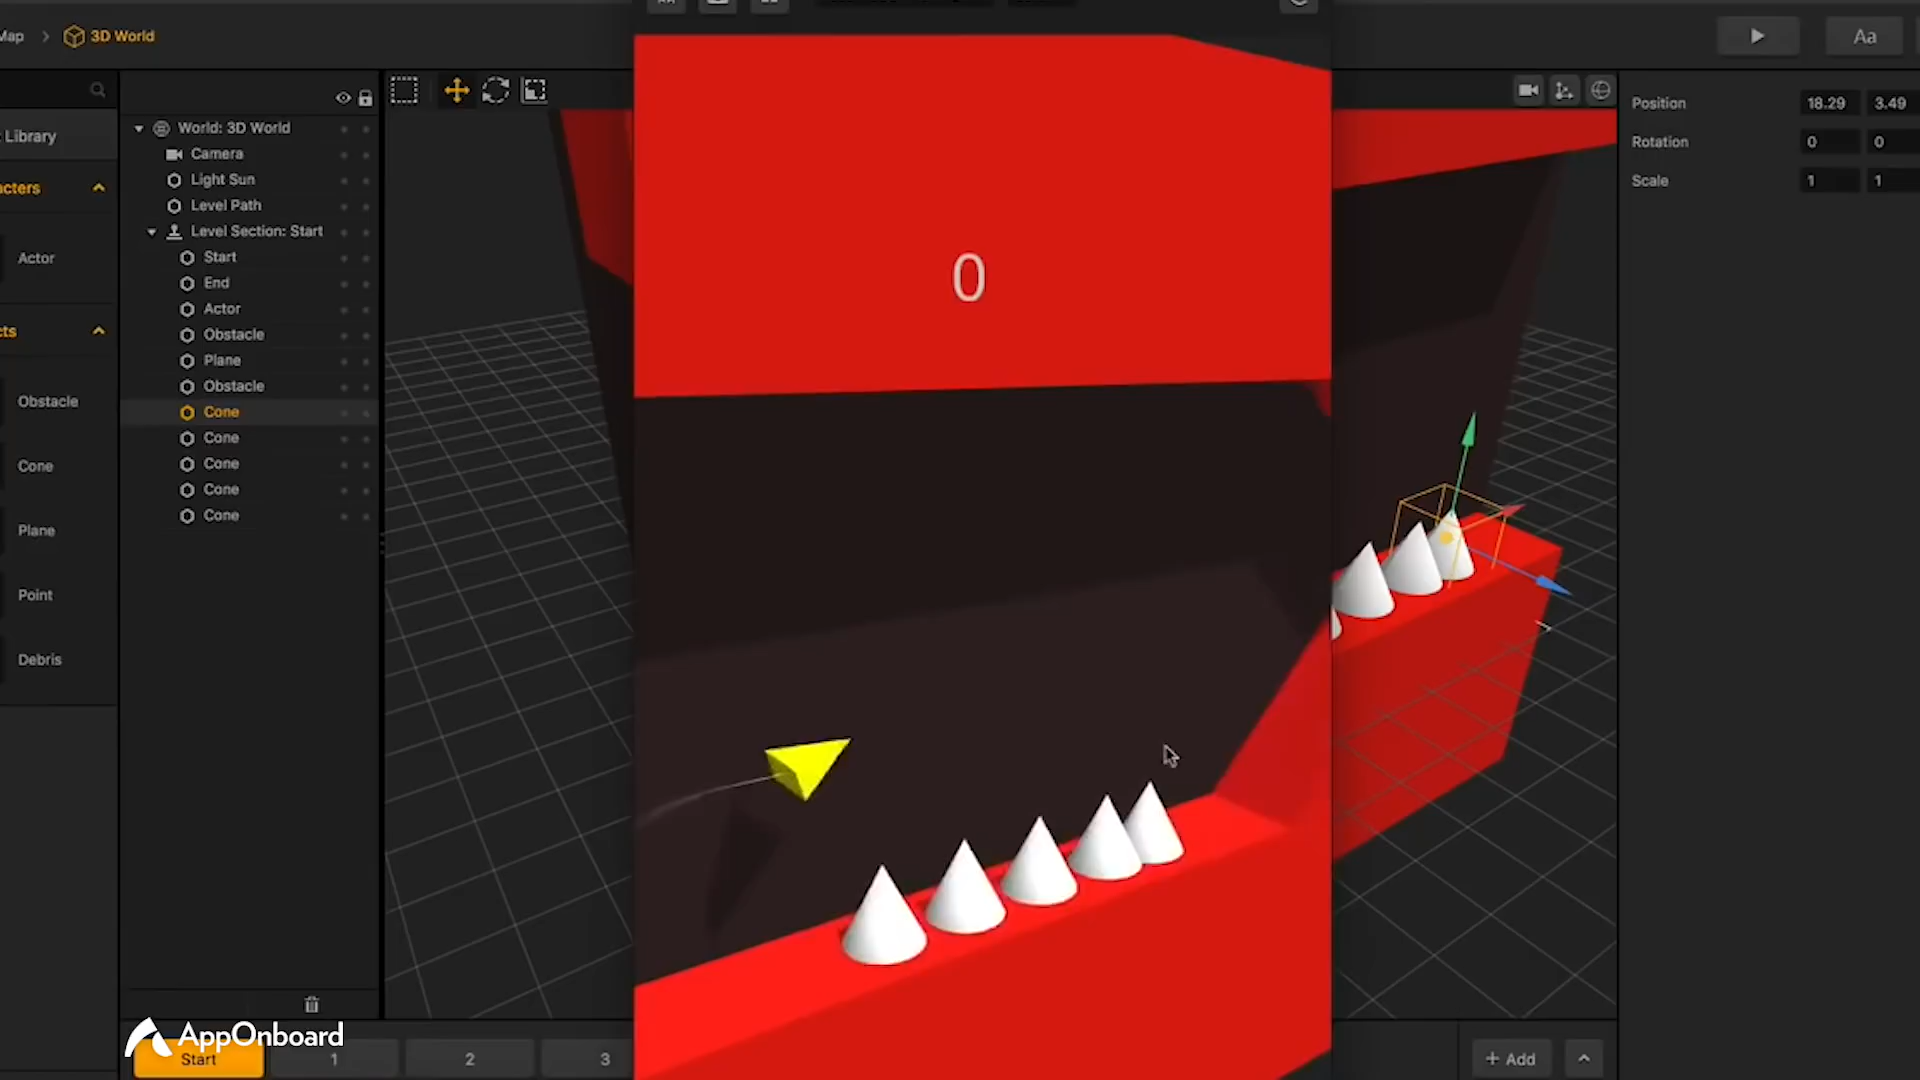 Map > 3D World
Aa
Library
World: 3D World
Camera
Light Sun
Level Path
Level Section: Start
Start
End
Actor
Obstacle
Plane
Obstacle
Cone
Cone
Cone
Cone
Cone
acters
Actor
cts
Obstacle
Cone
Plane
Point
Debris
0
Position 18.29 3.49
Rotation 0 0
Scale 1 1
AppOnboard
Start 1 2 3
+ Add